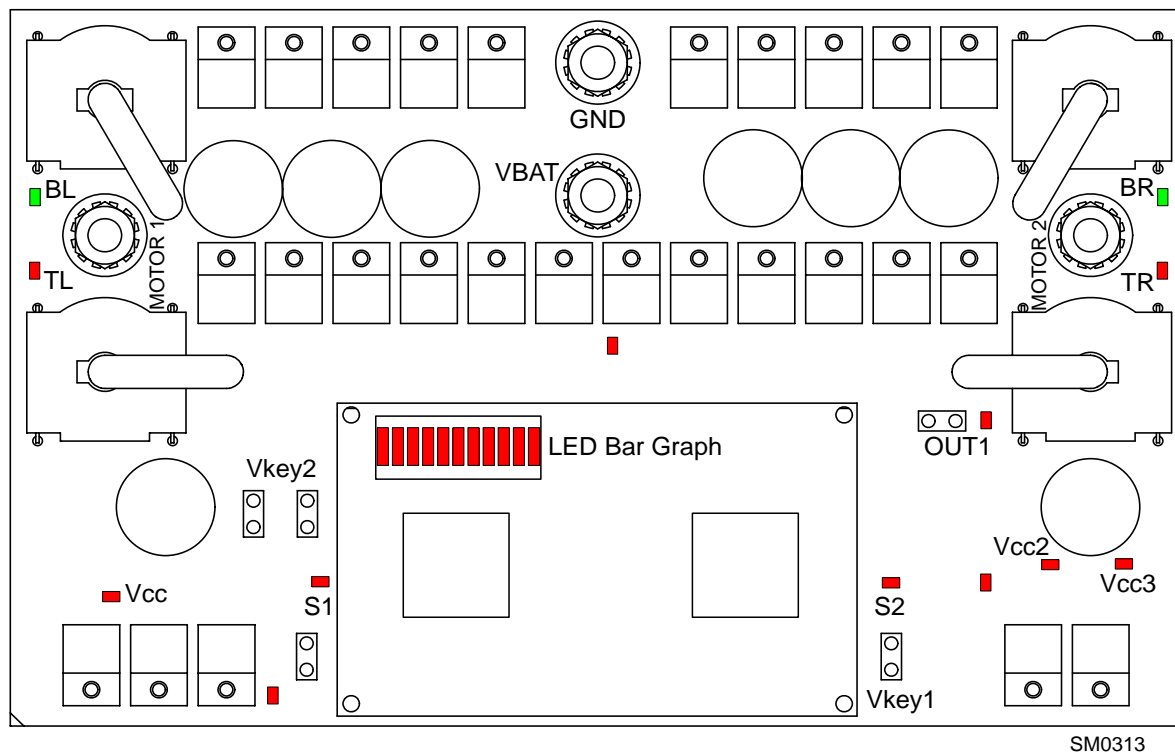 GND
VBAT
BL
BR
MOTOR 1
MOTOR 2
TL
TR
OUT1
LED Bar Graph
Vkey2
Vcc2
Vcc3
Vcc
S1
S2
Vkey1
SM0313